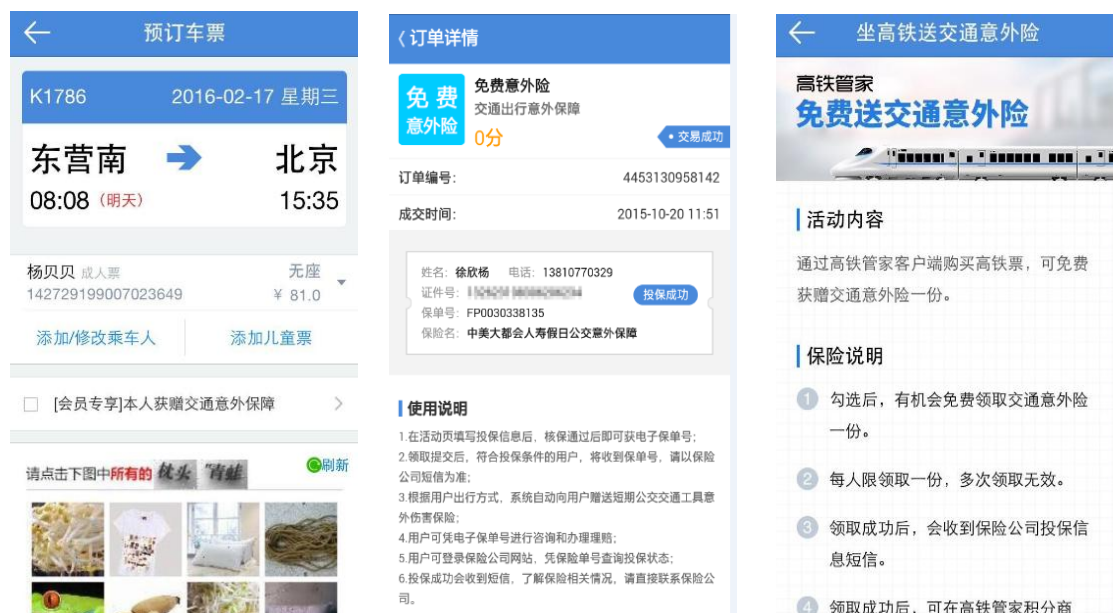 预订车票
K1786 2016-02-17 星期三
东营南 北京
08:08 (明天) 15:35
杨贝贝 成人票 无座
142729199007023649 ¥ 81.0
添加/修改乘车人 添加儿童票
[会员专享]本人获赠交通意外保障
请点击下图中所有的 枕头 "青蛙 刷新
订单详情
免费
意外险
免费意外险
交通出行意外保障
0分
• 交易成功
订单编号: 4453130958142
成交时间: 2015-10-20 11:51
姓名: 徐欣杨 电话: 13810770329
证件号:
投保成功
保单号: FP0030338135
保险名: 中美大都会人寿假日公交意外保障
使用说明
1.在活动页填写投保信息后，核保通过后即可获电子保单号;
2.领取提交后，符合投保条件的用户，将收到保单号，请以保险
公司短信为准;
3.根据用户出行方式，系统自动向用户赠送短期公交交通工具意
外伤害保险;
4.用户可凭电子保单号进行咨询和办理理赔;
5.用户可登录保险公司网站，凭保险单号查询投保状态;
6.投保成功会收到短信，了解保险相关情况，请直接联系保险公
司。
坐高铁送交通意外险
高铁管家
免费送交通意外险
活动内容
通过高铁管家客户端购买高铁票，可免费
获赠交通意外险一份。
保险说明
1 勾选后，有机会免费领取交通意外险
一份。
2 每人限领取一份，多次领取无效。
3 领取成功后，会收到保险公司投保信
息短信。
4 领取成功后，可在高铁管家积分商